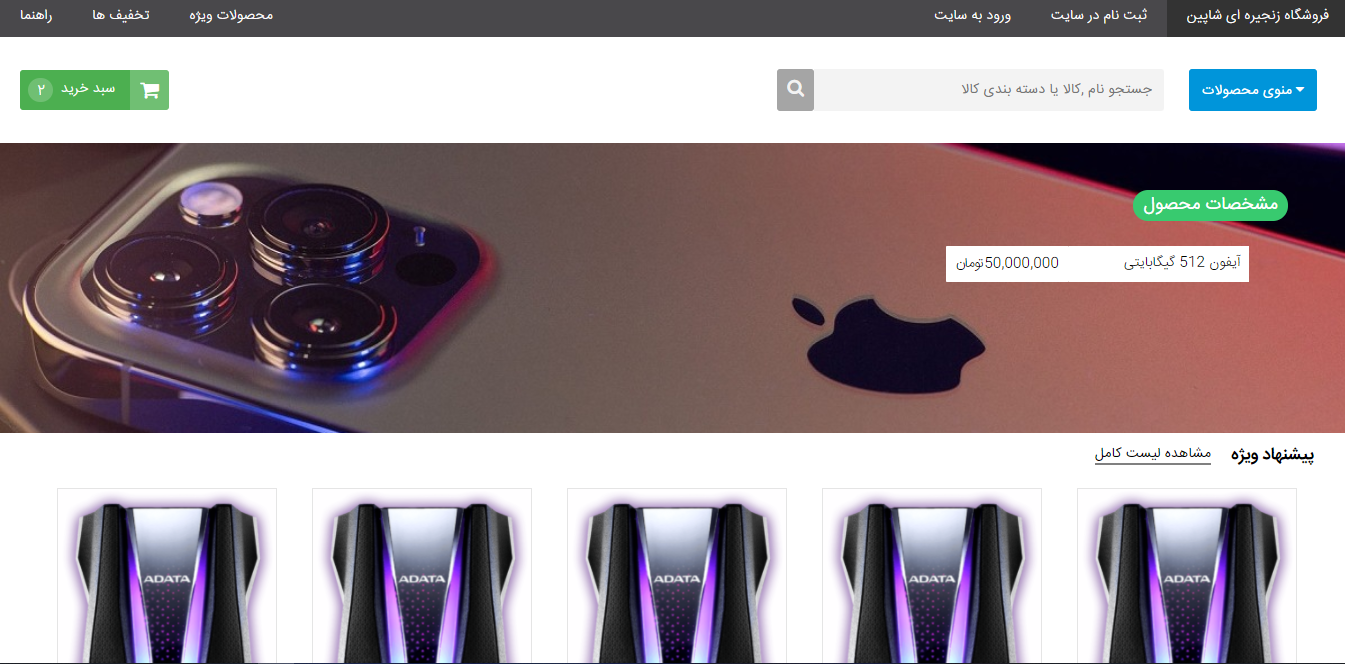 فروشگاه زنجیره ای شاپین
ثبت نام در سایت
ورود به سایت
محصولات ویژه
تخفیف ها
راهنما
منوی محصولات
جستجو نام ,کالا یا دسته بندی کالا
سبد خرید ۲
مشخصات محصول
آیفون 512 گیگابایتی 50,000,000تومان
پیشنهاد ویژه مشاهده لیست کامل
ADATA ADATA ADATA ADATA ADATA